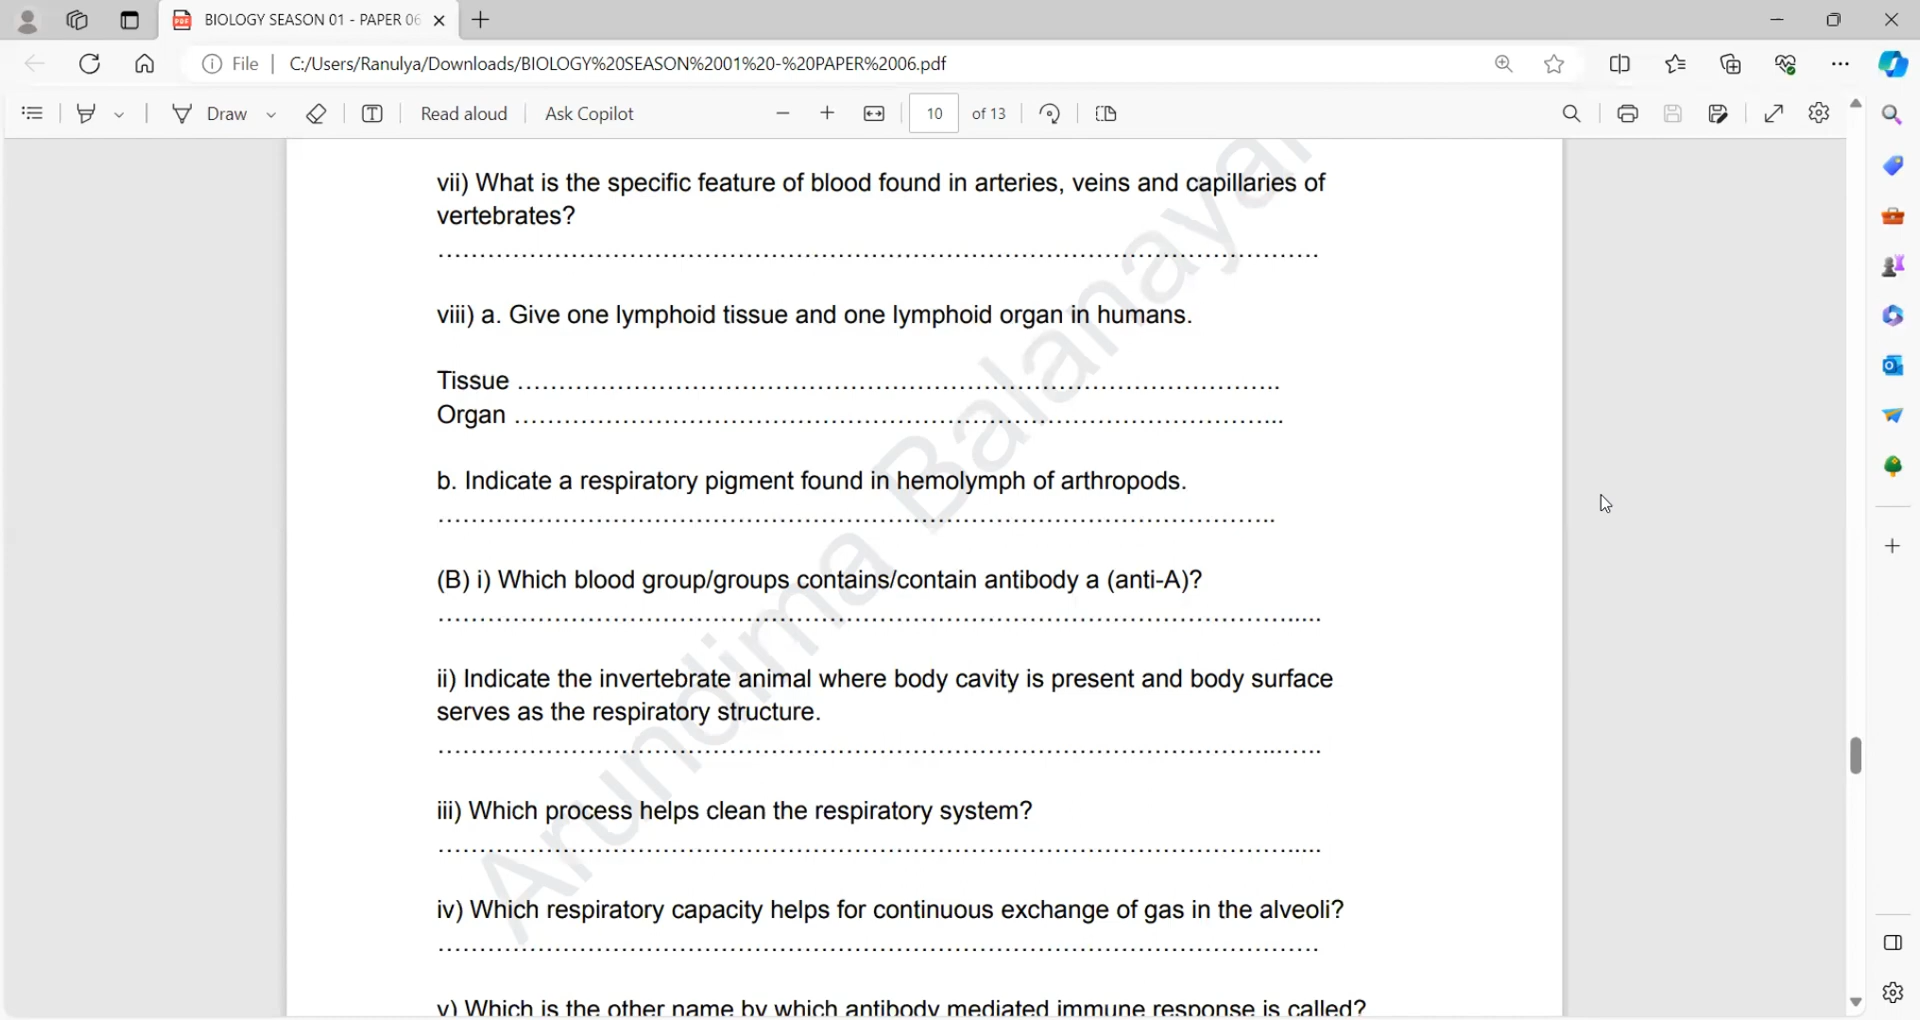 BIOLOGY SEASON 01 - PAPER 06
File
C:/Users/Ranulya/Downloads/BIOLOGY%20SEASON%2001%20-%20PAPER%2006.pdf
Draw
Read aloud
Ask Copilot
10
of 13
vii) What is the specific feature of blood found in arteries, veins and capillaries of
vertebrates?
viii) a. Give one lymphoid tissue and one lymphoid organ in humans.
Tissue ……………………………………………………………………………..
Organ ……………………………………………………………………………...
b. Indicate a respiratory pigment found in hemolymph of arthropods.
(B) i) Which blood group/groups contains/contain antibody a (anti-A)?
ii) Indicate the invertebrate animal where body cavity is present and body surface
serves as the respiratory structure.
iii) Which process helps clean the respiratory system?
iv) Which respiratory capacity helps for continuous exchange of gas in the alveoli?
v) Which is the other name by which antibody mediated immune response is called?
Arundima Balanaya